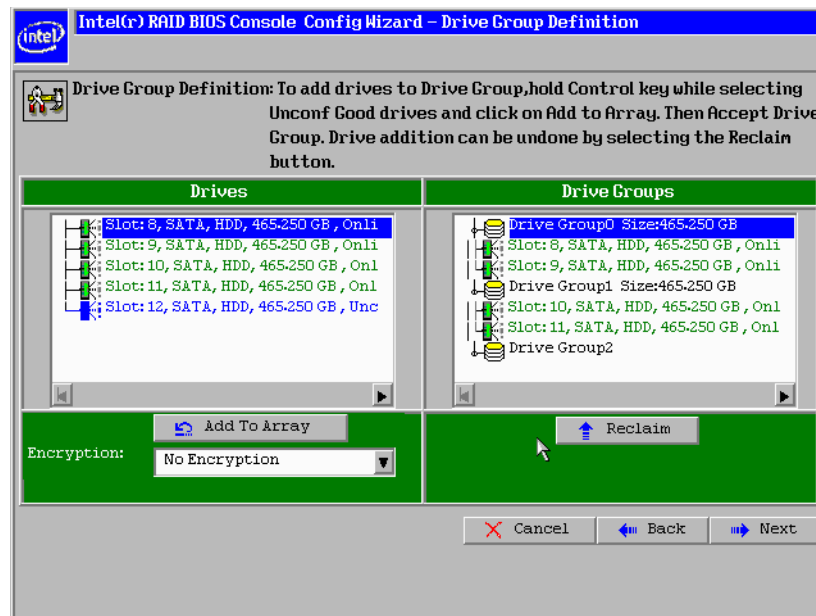 intel
Intel(r) RAID BIOS Console Config Wizard – Drive Group Definition
Drive Group Definition: To add drives to Drive Group,hold Control key while selecting
Unconf Good drives and click on Add to Array. Then Accept Drive
Group. Drive addition can be undone by selecting the Reclaim
button.
Drives
Slot: 8, SATA, HDD, 465.250 GB , Onli
Slot: 9, SATA, HDD, 465.250 GB , Onli
Slot: 10, SATA, HDD, 465.250 GB , Onl
Slot: 11, SATA, HDD, 465.250 GB , Onl
Slot: 12, SATA, HDD, 465.250 GB , Unc
Add To Array
Encryption:
No Encryption
Drive Groups
Drive Group0 Size:465.250 GB
Slot: 8, SATA, HDD, 465.250 GB , Onli
Slot: 9, SATA, HDD, 465.250 GB , Onli
Drive Group1 Size:465.250 GB
Slot: 10, SATA, HDD, 465.250 GB , Onl
Slot: 11, SATA, HDD, 465.250 GB , Onl
Drive Group2
Reclaim
Cancel
Back
Next